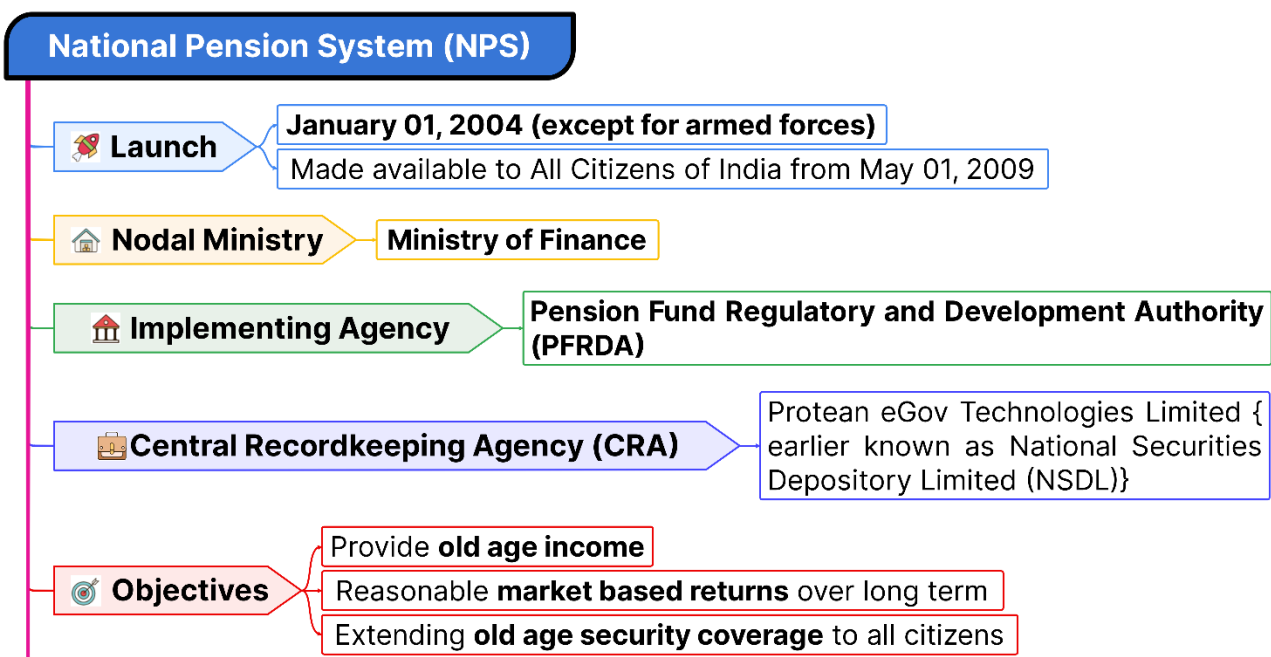 National Pension System (NPS)
Launch
January 01, 2004 (except for armed forces)
Made available to All Citizens of India from May 01, 2009
Nodal Ministry
Ministry of Finance
Implementing Agency
Pension Fund Regulatory and Development Authority
(PFRDA)
Central Recordkeeping Agency (CRA)
Protean eGov Technologies Limited {
earlier known as National Securities
Depository Limited (NSDL)}
Objectives
Provide old age income
Reasonable market based returns over long term
Extending old age security coverage to all citizens